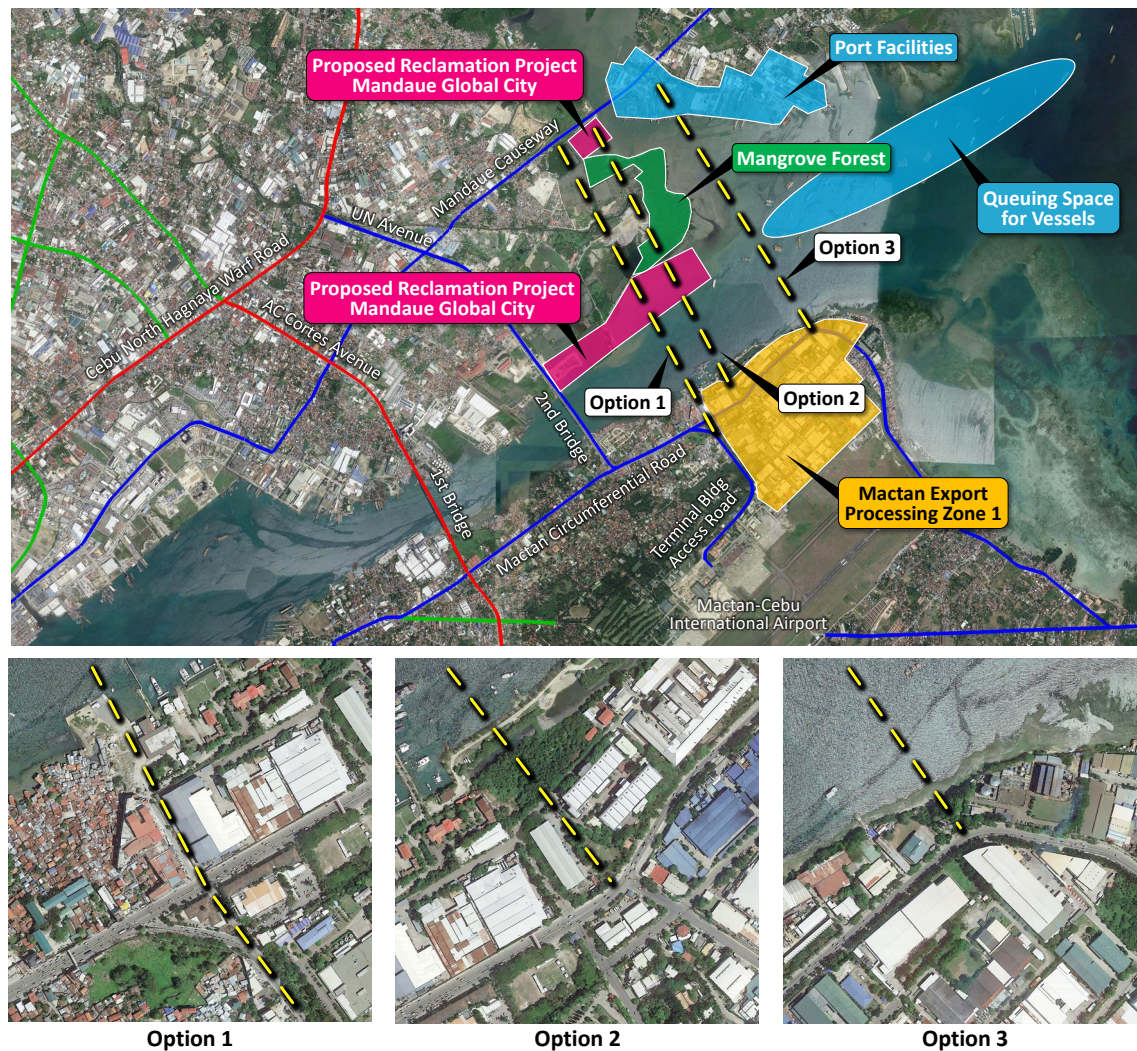 Proposed Reclamation Project
Mandaue Global City
Port Facilities
Mandaue Causeway
Mangrove Forest
Queuing Space
for Vessels
UN Avenue
Option 3
Cebu North Hagnaya Warf Road
AC Cortes Avenue
Proposed Reclamation Project
Mandaue Global City
Option 1
Option 2
2nd Bridge
1st Bridge
Mactan Circumferential Road
Terminal Bldg
Access Road
Mactan Export
Processing Zone 1
Mactan-Cebu
International Airport
Option 1
Option 2
Option 3